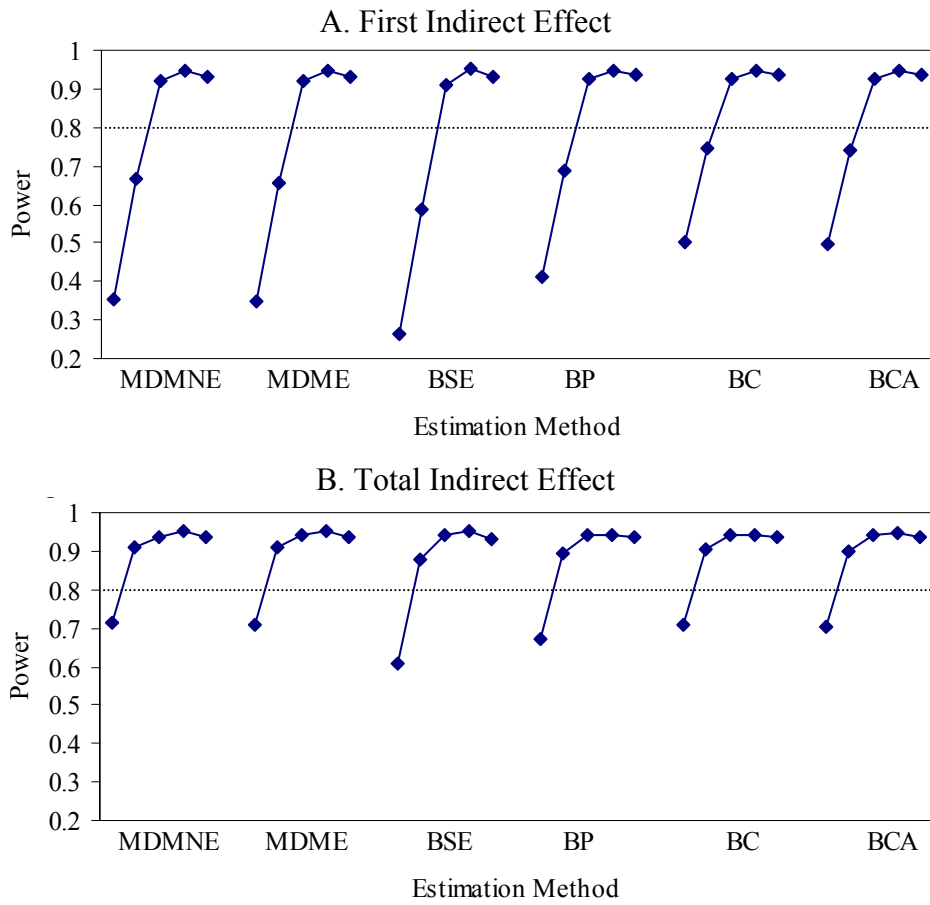 A. First Indirect Effect
1
0.9
0.8
0.7
0.6
0.5
0.4
0.3
0.2
Power
MDMNE MDME BSE BP BC BCA
Estimation Method
B. Total Indirect Effect
1
0.9
0.8
0.7
0.6
0.5
0.4
0.3
0.2
Power
MDMNE MDME BSE BP BC BCA
Estimation Method